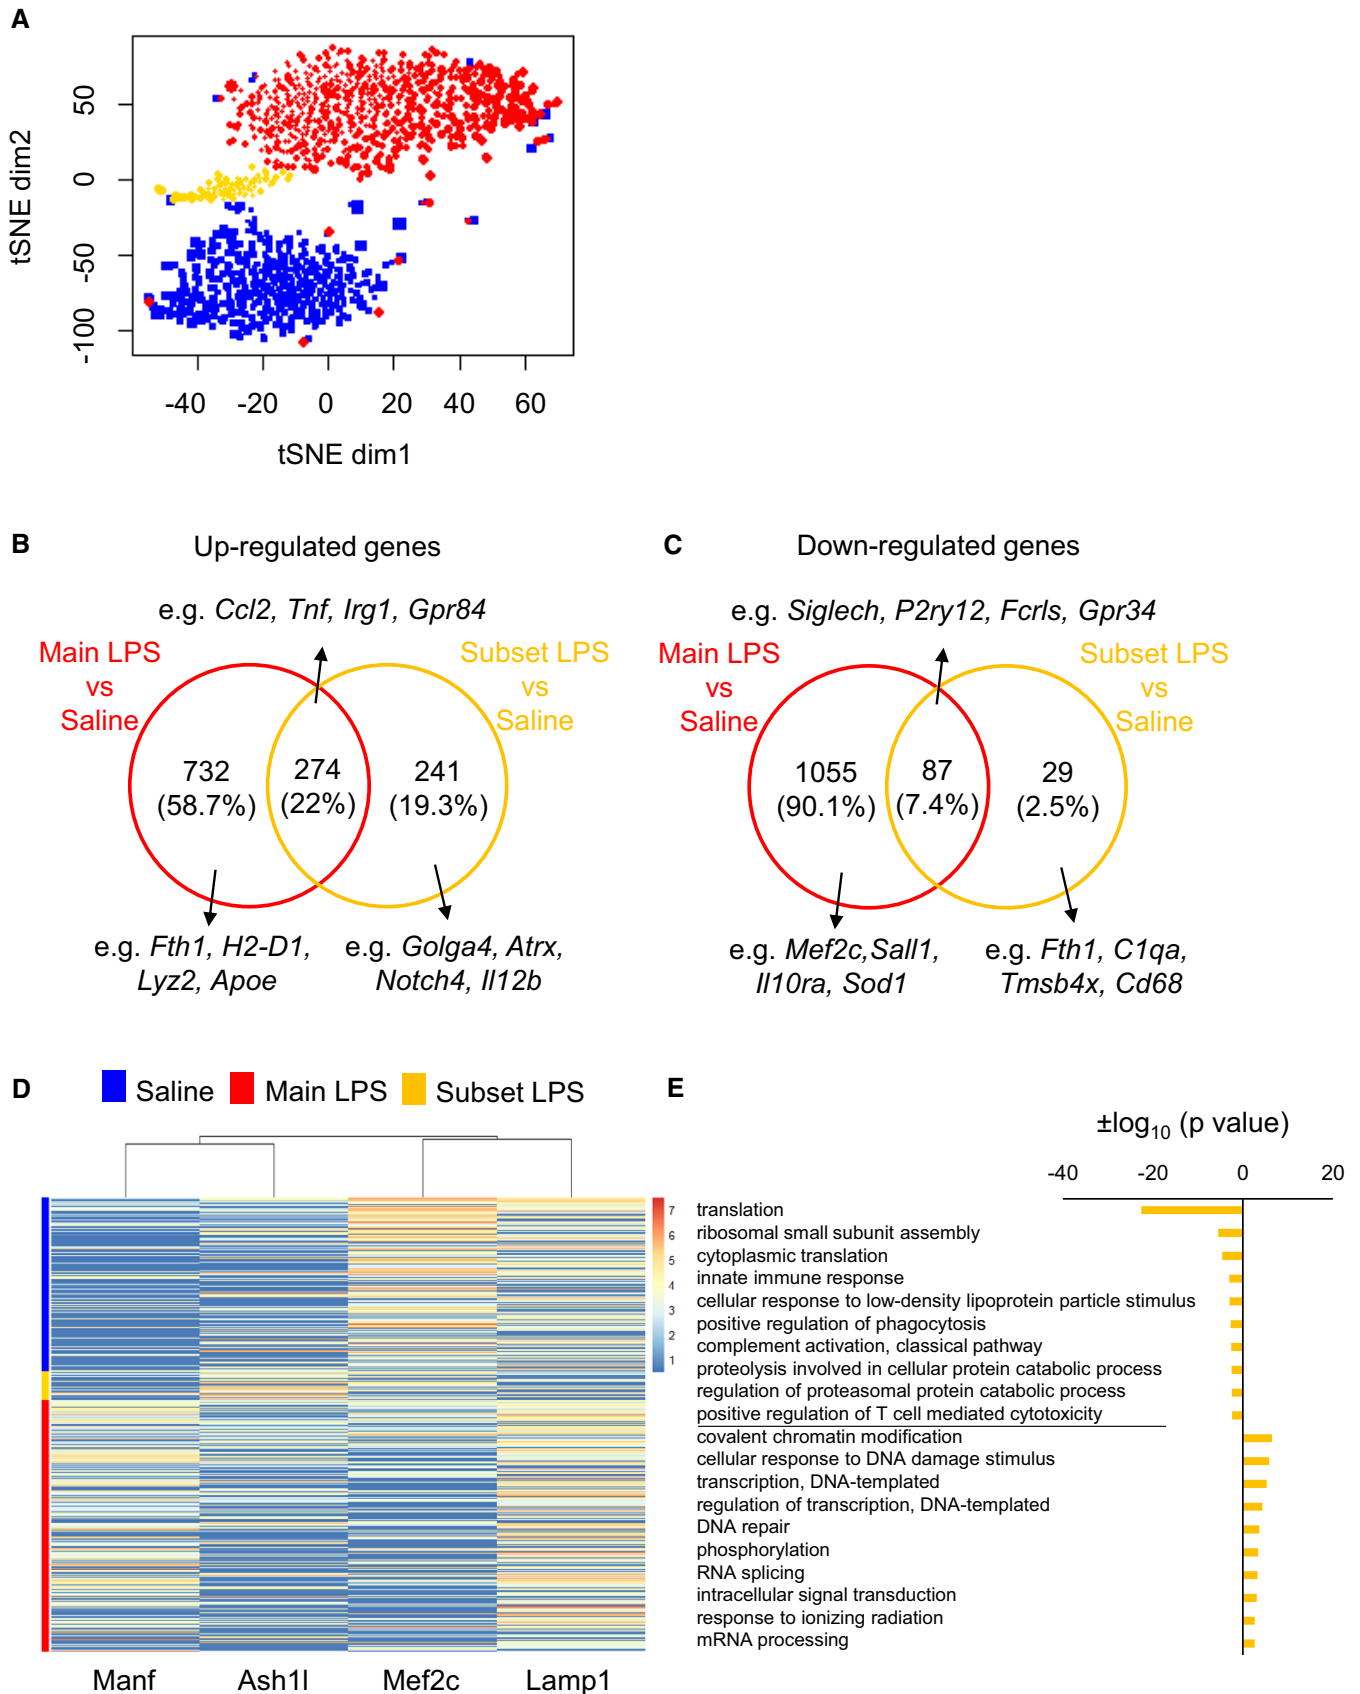 A
tSNE dim2
50
0
-50
-100
-40 -20 0 20 40 60
tSNE dim1
B
Up-regulated genes
e.g. Ccl2, Tnf, Irg1, Gpr84
Main LPS
vs
Saline
Subset LPS
vs
Saline
732
(58.7%)
274
(22%)
241
(19.3%)
e.g. Fth1, H2-D1,
Lyz2, Apoe
e.g. Golga4, Atrx,
Notch4, Il12b
C
Down-regulated genes
e.g. Siglech, P2ry12, Fcrls, Gpr34
Main LPS
vs
Saline
Subset LPS
vs
Saline
1055
(90.1%)
87
(7.4%)
29
(2.5%)
e.g. Mef2c,Sall1,
Il10ra, Sod1
e.g. Fth1, C1qa,
Tmsb4x, Cd68
D
Saline Main LPS Subset LPS
7
6
5
4
3
2
1
Manf Ash1l Mef2c Lamp1
E
±log10 (p value)
-40 -20 0 20
translation
ribosomal small subunit assembly
cytoplasmic translation
innate immune response
cellular response to low-density lipoprotein particle stimulus
positive regulation of phagocytosis
complement activation, classical pathway
proteolysis involved in cellular protein catabolic process
regulation of proteasomal protein catabolic process
positive regulation of T cell mediated cytotoxicity
covalent chromatin modification
cellular response to DNA damage stimulus
transcription, DNA-templated
regulation of transcription, DNA-templated
DNA repair
phosphorylation
RNA splicing
intracellular signal transduction
response to ionizing radiation
mRNA processing